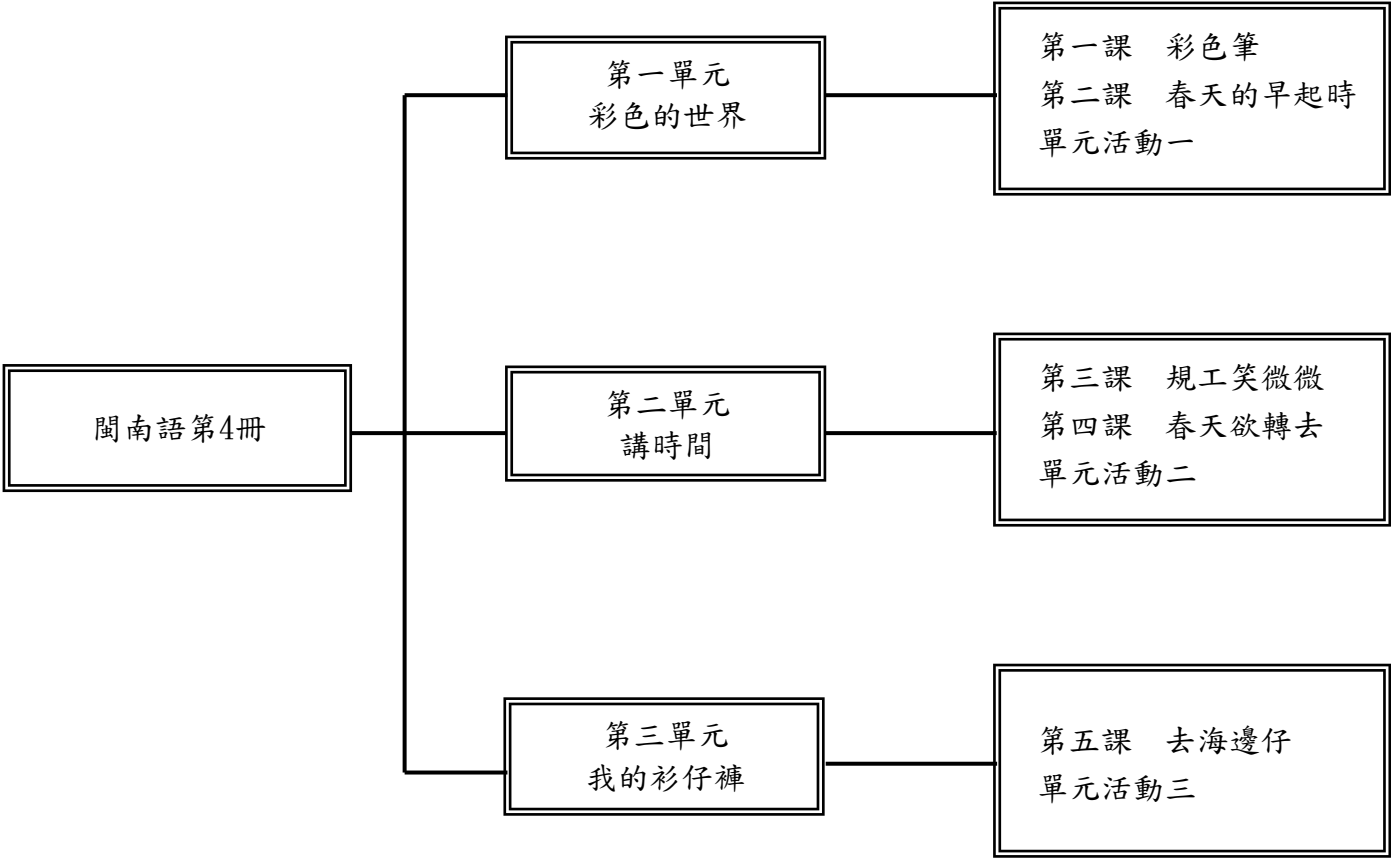 閩南語第4冊
第一單元
彩色的世界
第一課　彩色筆
第二課　春天的早起時
單元活動一
第二單元
講時間
第三課　規工笑微微
第四課　春天欲轉去
單元活動二
第三單元
我的衫仔褲
第五課　去海邊仔
單元活動三